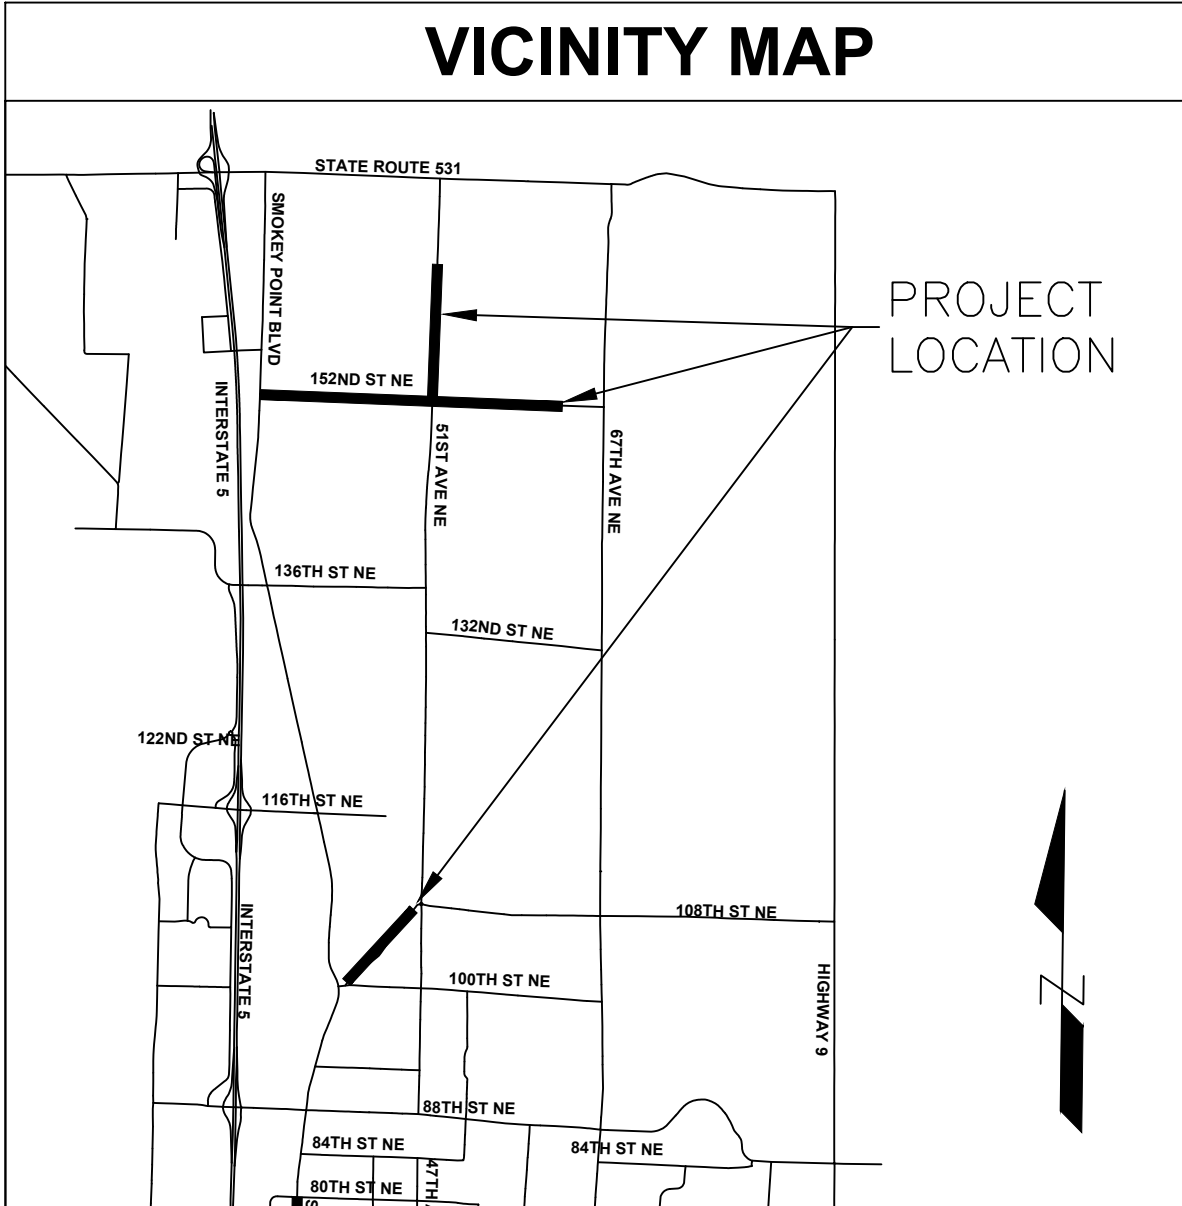 VICINITY MAP
STATE ROUTE 531
SMOKEY POINT BLVD
PROJECT
LOCATION
152ND ST NE
INTERSTATE 5
51ST AVE NE
67TH AVE NE
136TH ST NE
132ND ST NE
122ND ST NE
116TH ST NE
108TH ST NE
INTERSTATE 5
100TH ST NE
HIGHWAY 9
N
88TH ST NE
84TH ST NE
84TH ST NE
47TH
80TH ST NE